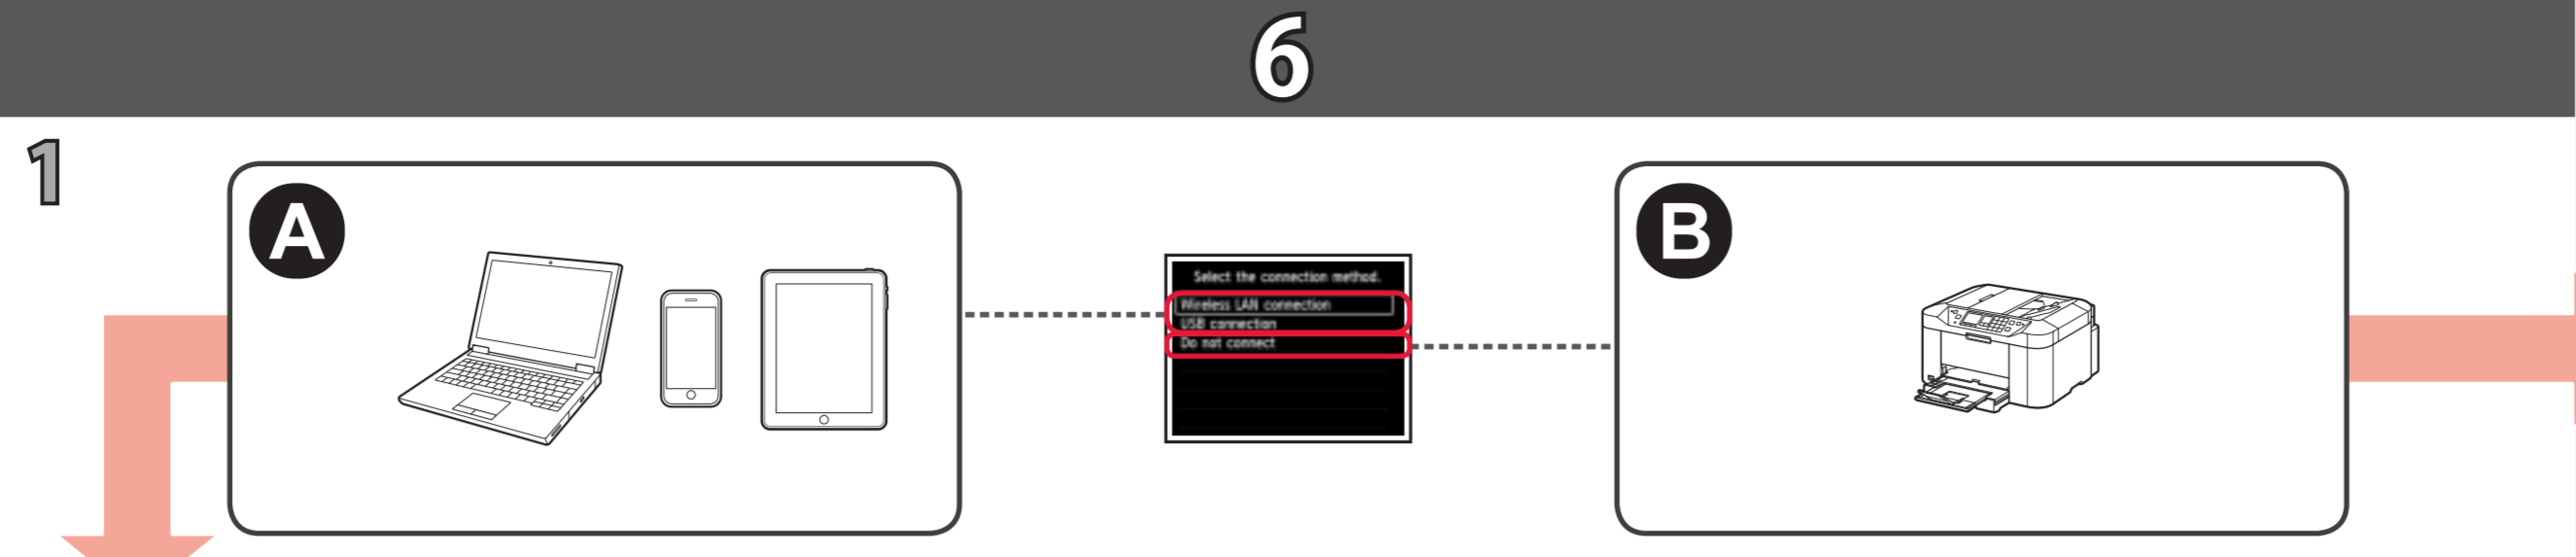 6
1
A
Select the connection method.
Wireless LAN connection
USB connection
Do not connect
B